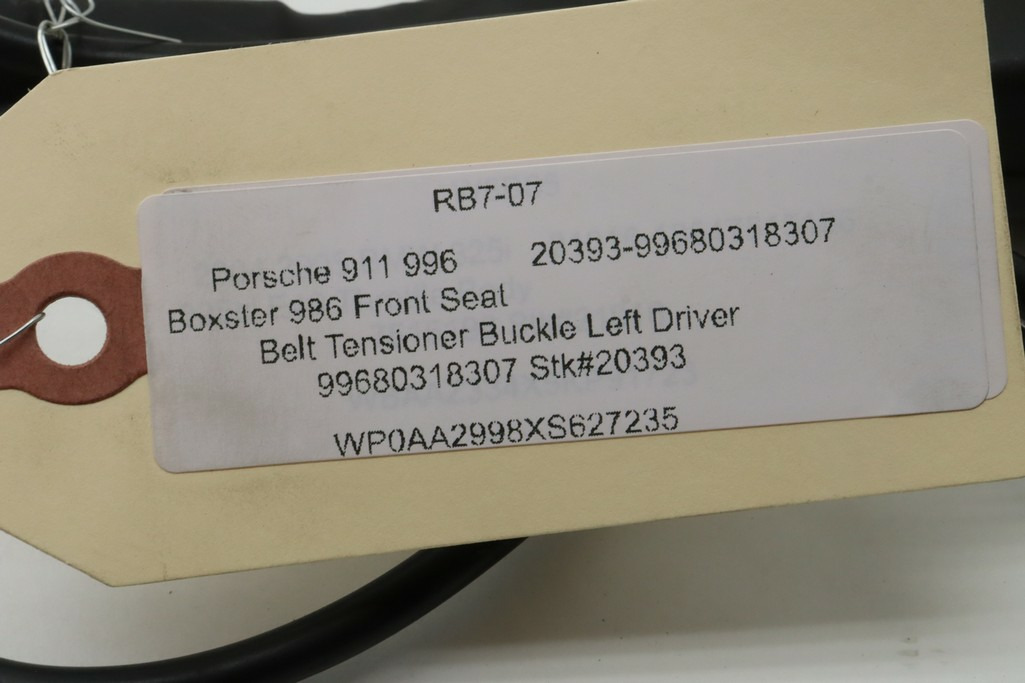 RB7-07
Porsche 911 996 20393-99680318307
Boxster 986 Front Seat
Belt Tensioner Buckle Left Driver
99680318307 Stk#20393
WP0AA2998XS627235